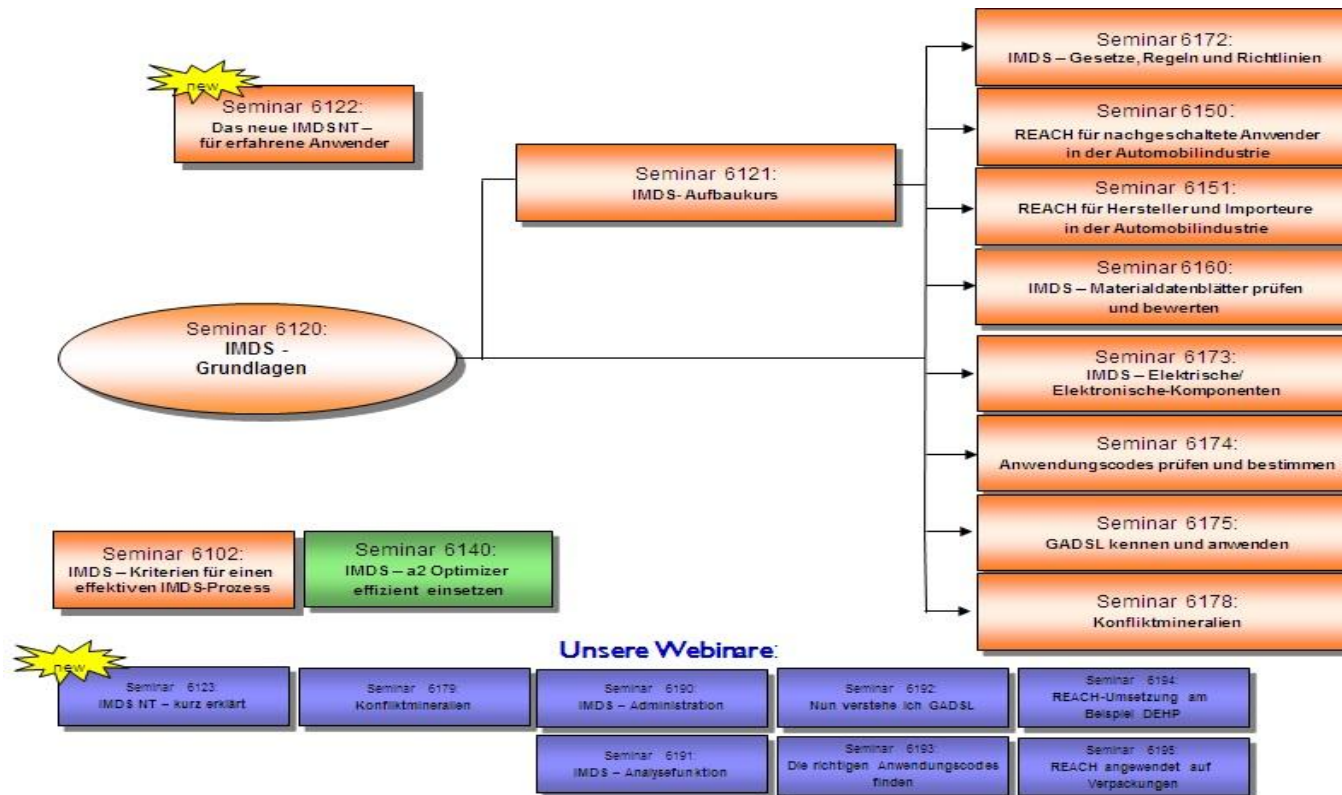 new
Seminar 6122:
Das neue IMDSNT –
für erfahrene Anwender
Seminar 6121:
IMDS- Aufbaukurs
Seminar 6120:
IMDS -
Grundlagen
Seminar 6172:
IMDS – Gesetze, Regeln und Richtlinien
Seminar 6150:
REACH für nachgeschaltete Anwender
in der Automobilindustrie
Seminar 6151:
REACH für Hersteller und Importeure
in der Automobilindustrie
Seminar 6160:
IMDS – Materialdatenblätter prüfen
und bewerten
Seminar 6173:
IMDS – Elektrische/
Elektronische-Komponenten
Seminar 6174:
Anwendungscodes prüfen und bestimmen
Seminar 6175:
GADSL kennen und anwenden
Seminar 6178:
Konfliktmineralien
Seminar 6102:
IMDS – Kriterien für einen
effektiven IMDS-Prozess
Seminar 6140:
IMDS – a2 Optimizer
effizient einsetzen
Unsere Webinare:
new
Seminar 6123:
IMDS NT – kurz erklärt
Seminar 6179:
Konfliktmineralien
Seminar 6190:
IMDS – Administration
Seminar 6192:
Nun verstehe ich GADSL
Seminar 6194:
REACH-Umsetzung am
Beispiel DEHP
Seminar 6191:
IMDS – Analysefunktion
Seminar 6193:
Die richtigen Anwendungscodes
finden
Seminar 6195:
REACH angewendet auf
Verpackungen